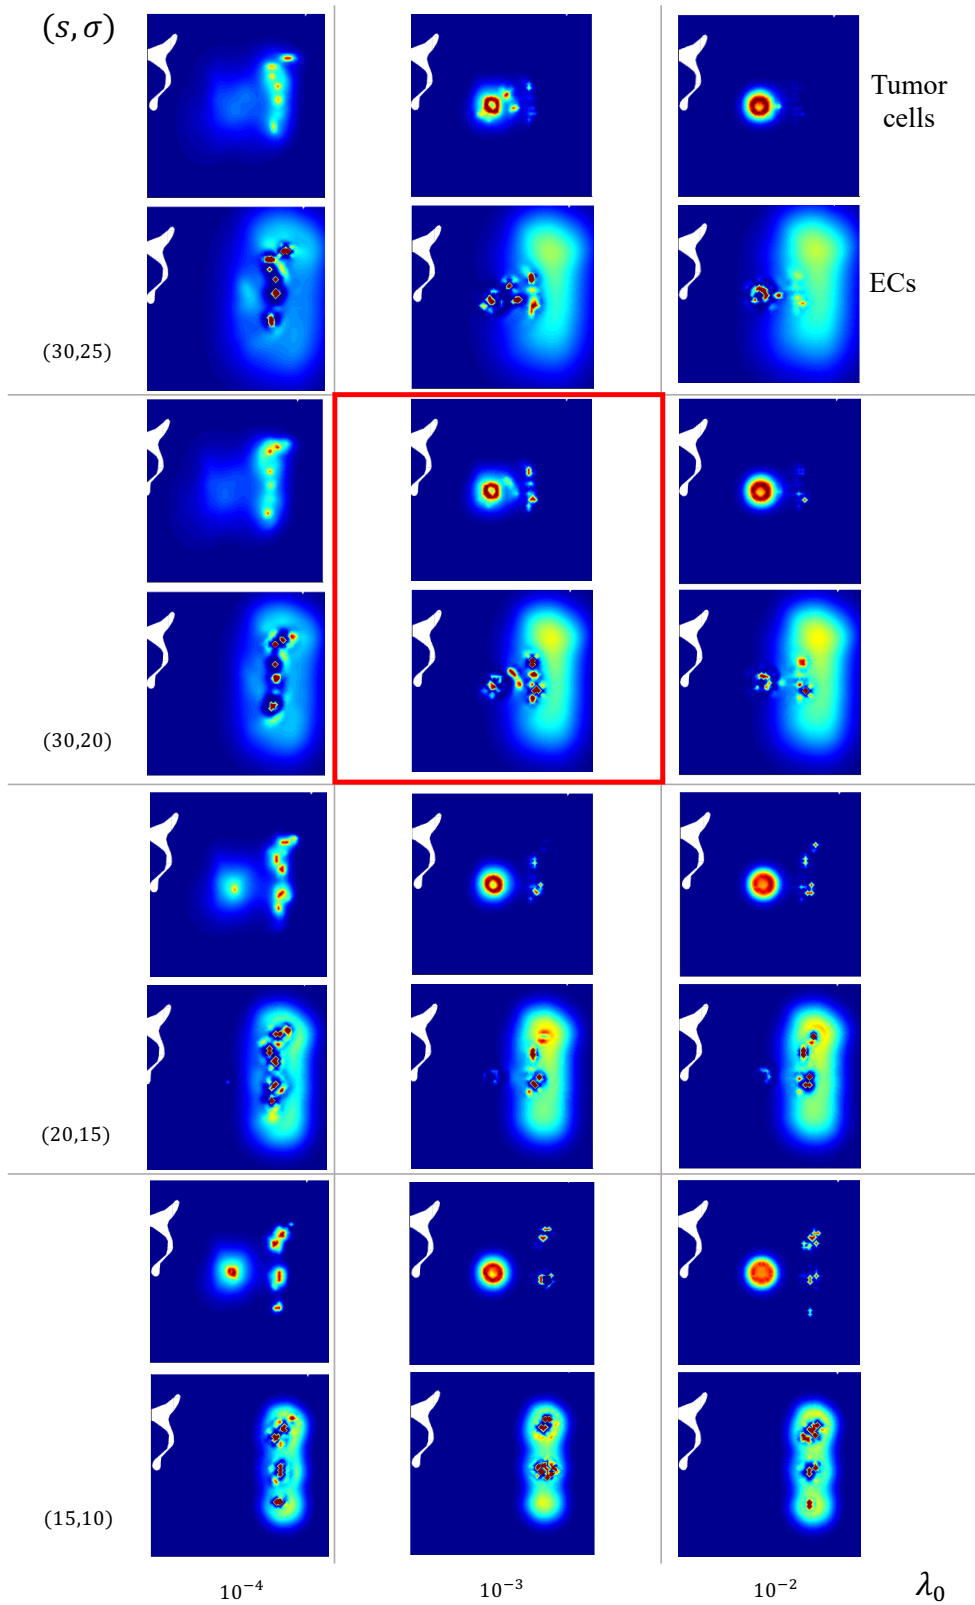 (s, σ)
Tumor
cells
ECs
(30,25)
(30,20)
(20,15)
(15,10)
10⁻⁴ 10⁻³ 10⁻² λ₀